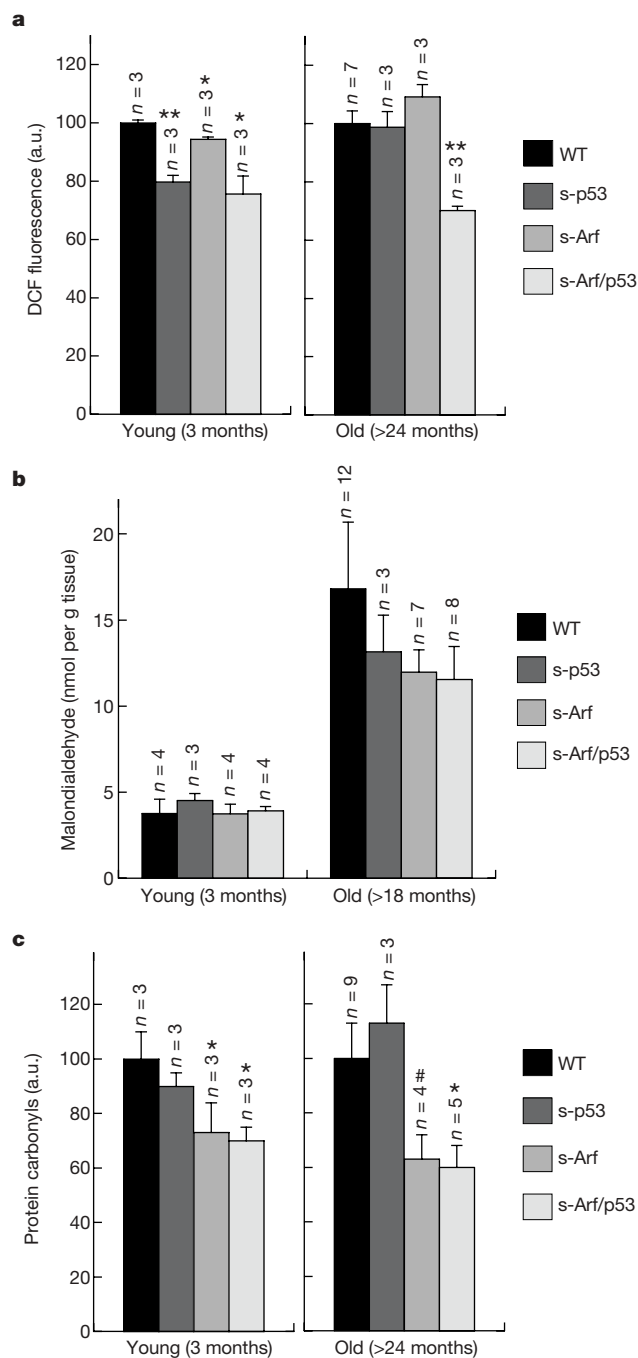 a
DCF fluorescence (a.u.)
120
100
80
60
40
20
0
n = 3
n = 3 **
n = 3 *
n = 3 *
Young (3 months)
n = 7
n = 3
n = 3
n = 3 **
Old (>24 months)
WT
s-p53
s-Arf
s-Arf/p53
b
Malondialdehyde (nmol per g tissue)
20
15
10
5
0
n = 4
n = 3
n = 4
n = 4
Young (3 months)
n = 12
n = 3
n = 7
n = 8
Old (>18 months)
WT
s-p53
s-Arf
s-Arf/p53
c
Protein carbonyls (a.u.)
120
100
80
60
40
20
0
n = 3
n = 3
n = 3 *
n = 3 *
Young (3 months)
n = 9
n = 3
n = 4 #
n = 5 *
Old (>24 months)
WT
s-p53
s-Arf
s-Arf/p53